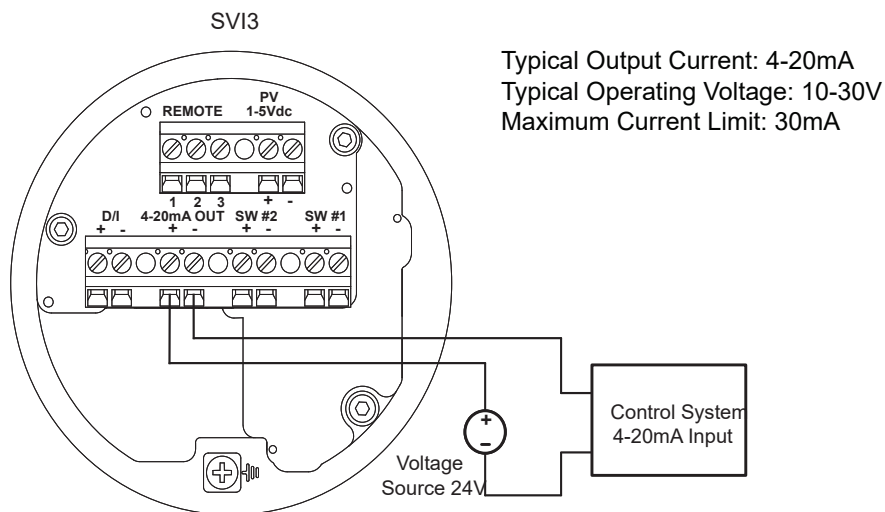 SVI3
Typical Output Current: 4-20mA
Typical Operating Voltage: 10-30V
Maximum Current Limit: 30mA
REMOTE
PV
1-5Vdc
1 2 3 + -
D/I 4-20mA OUT SW #2 SW #1
+ - + - + - + -
Control System
4-20mA Input
+
-
Voltage
Source 24V